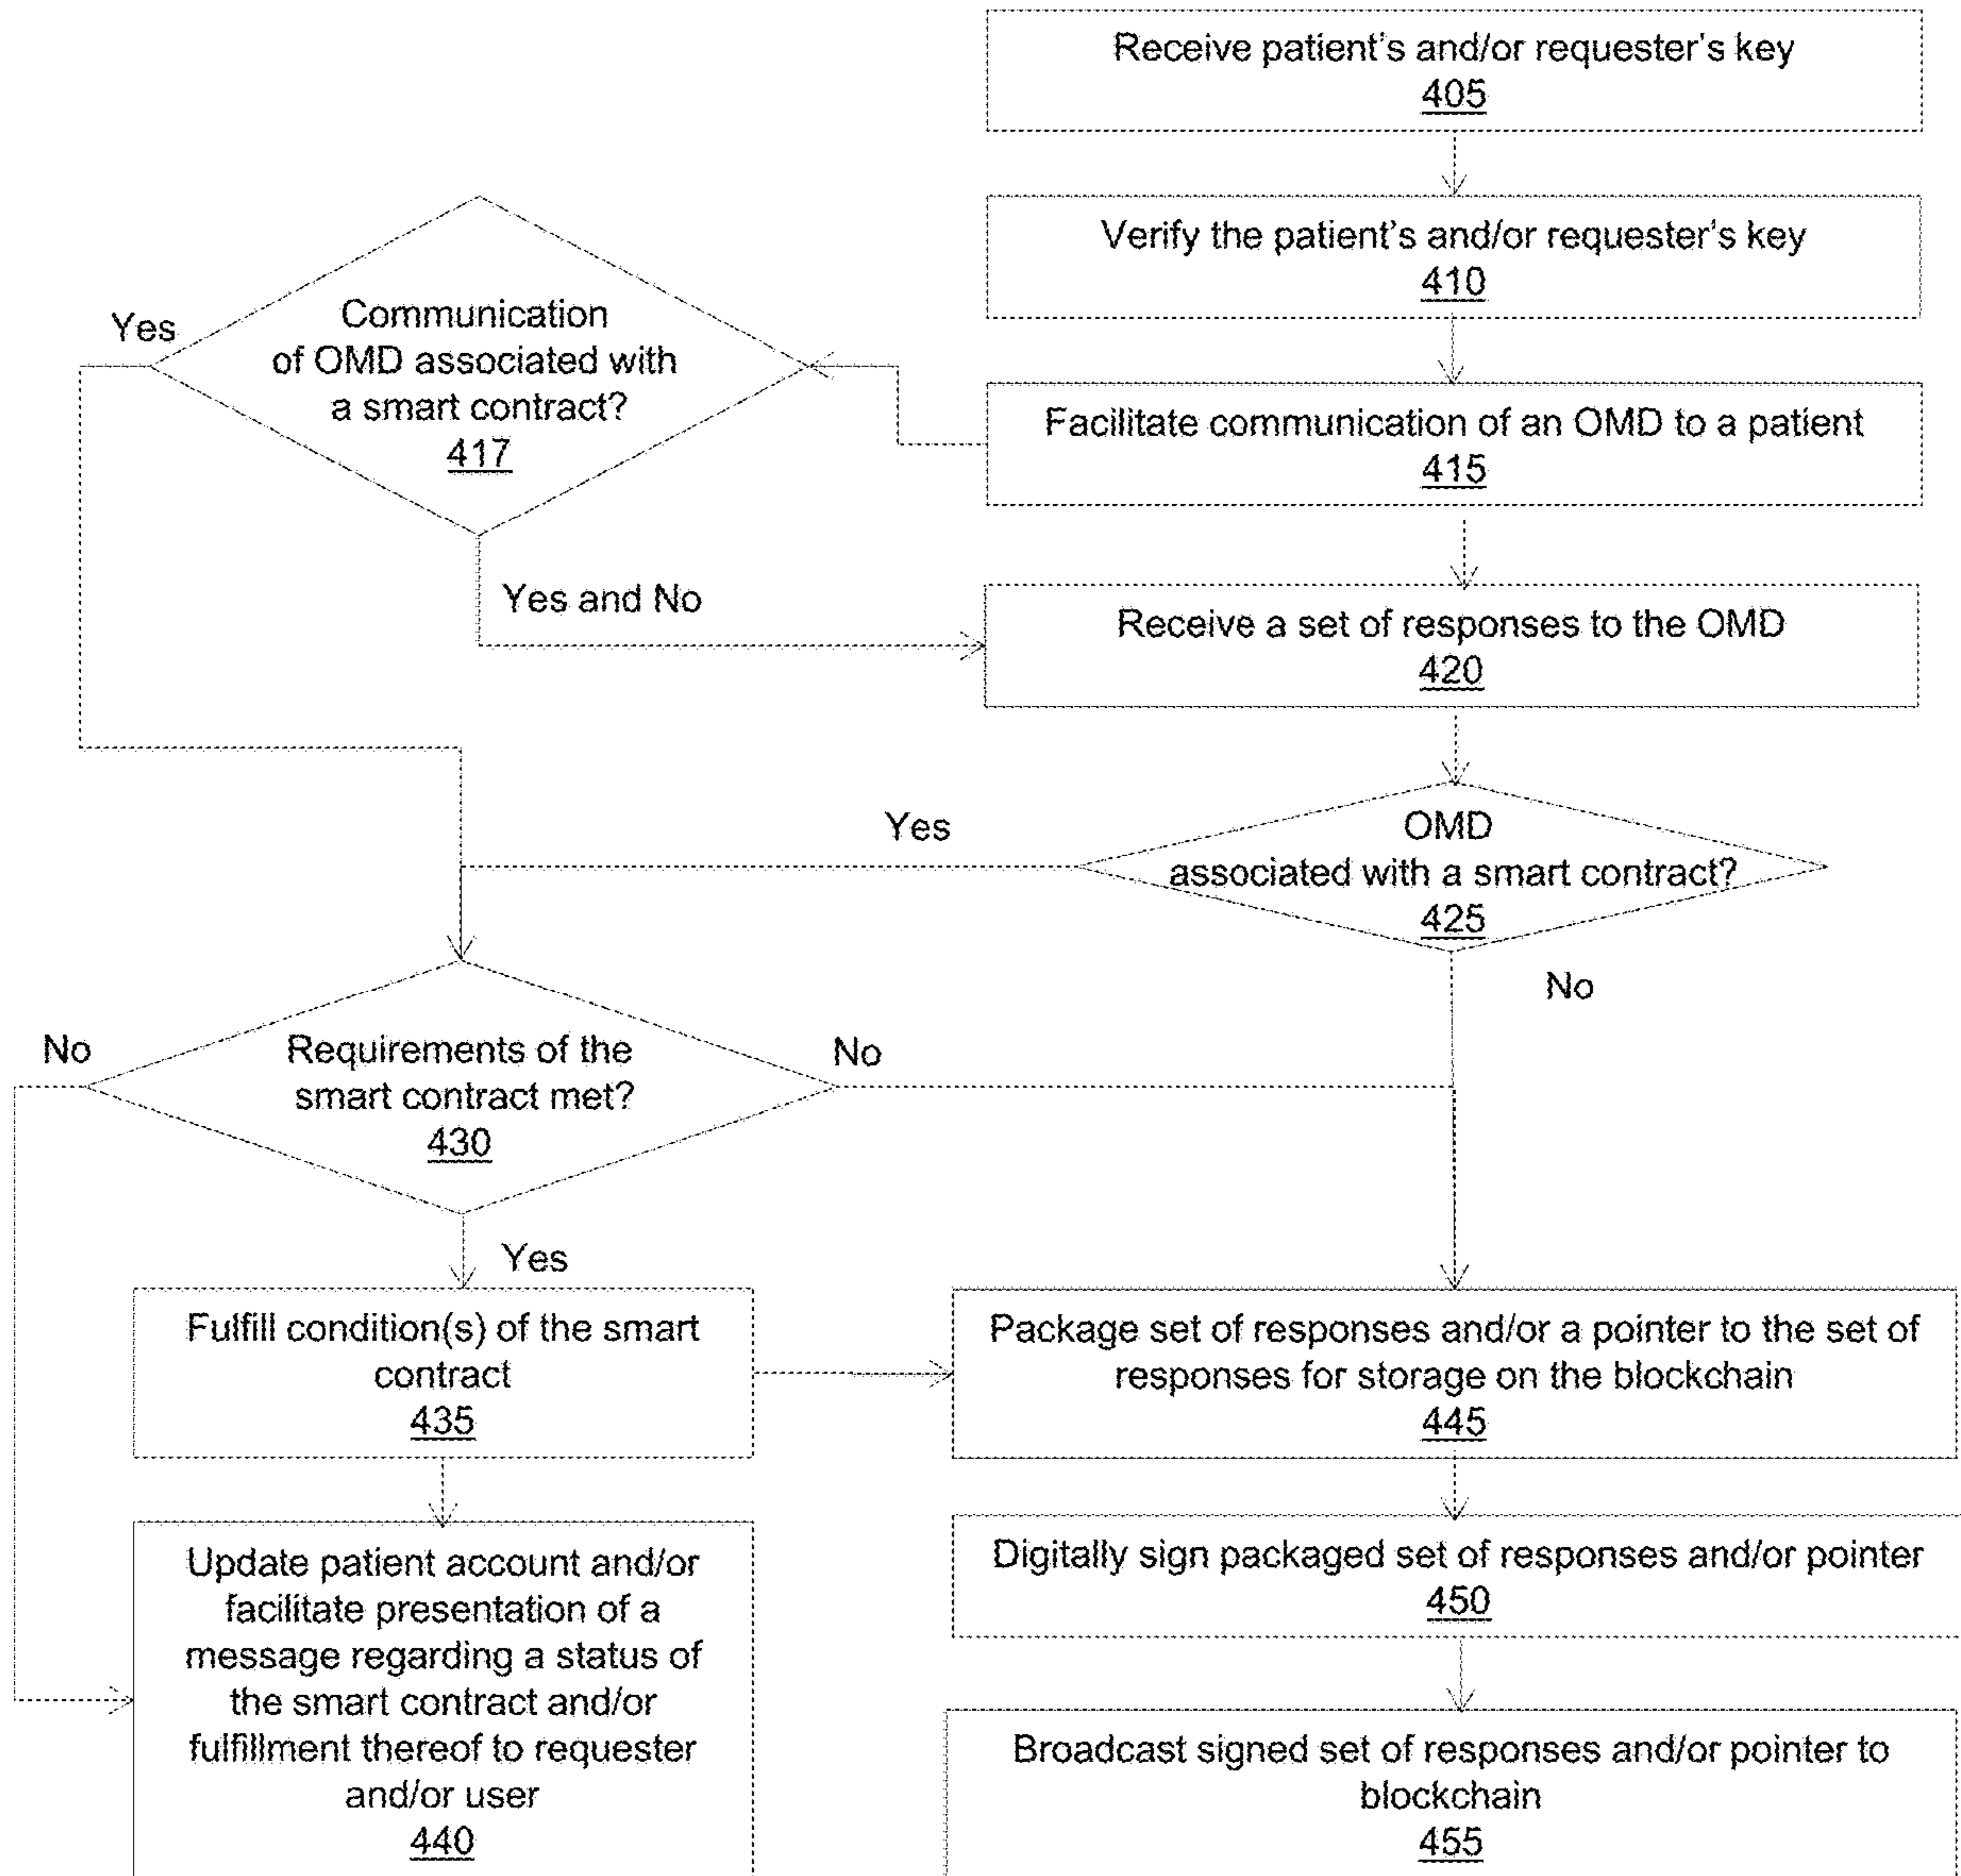 Receive patient's and/or requester's key
405
Verify the patient's and/or requester's key
410
Communication
of OMD associated with
a smart contract?
417
Yes
Facilitate communication of an OMD to a patient
415
Yes and No
Receive a set of responses to the OMD
420
Yes
OMD
associated with a smart contract?
425
No
No
Requirements of the
smart contract met?
430
No
Yes
Fulfill condition(s) of the smart
contract
435
Package set of responses and/or a pointer to the set of
responses for storage on the blockchain
445
Update patient account and/or
facilitate presentation of a
message regarding a status of
the smart contract and/or
fulfillment thereof to requester
and/or user
440
Digitally sign packaged set of responses and/or pointer
450
Broadcast signed set of responses and/or pointer to
blockchain
455